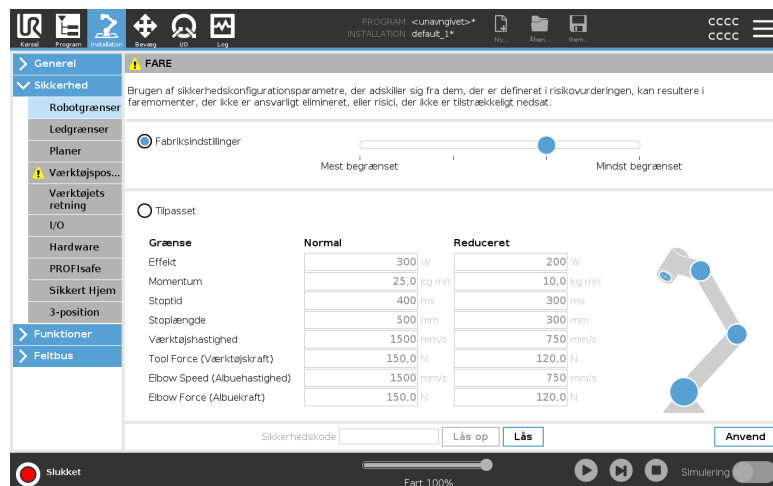 PROGRAM <unavngivet>*
INSTALLATION default_1*
Kørsel Program Installation Bevæg I/O Log
Ny... Åben... Gem...
CCCC
CCCC
Generel
Sikkerhed
Robotgrænser
Ledgrænser
Planer
Værktøjspos...
Værktøjets
retning
I/O
Hardware
PROFIsafe
Sikkert Hjem
3-position
Funktioner
Feltbus
FARE
Brugen af sikkerhedskonfigurationsparametre, der adskiller sig fra dem, der er defineret i risikovurderingen, kan resultere i
faremomenter, der ikke er ansvarligt elimineret, eller risici, der ikke er tilstrækkeligt nedsat.
Fabriksindstillinger
Mest begrænset Mindst begrænset
Tilpasset
Grænse Normal Reduceret
Effekt 300 W 200 W
Momentum 25,0 kg m/s 10,0 kg m/s
Stoptid 400 ms 300 ms
Stoplængde 500 mm 300 mm
Værktøjshastighed 1500 mm/s 750 mm/s
Tool Force (Værktøjskraft) 150,0 N 120,0 N
Elbow Speed (Albuehastighed) 1500 mm/s 750 mm/s
Elbow Force (Albuekraft) 150,0 N 120,0 N
Sikkerhedskode Lås op Lås Anvend
Slukket
Fart 100%
Simulering